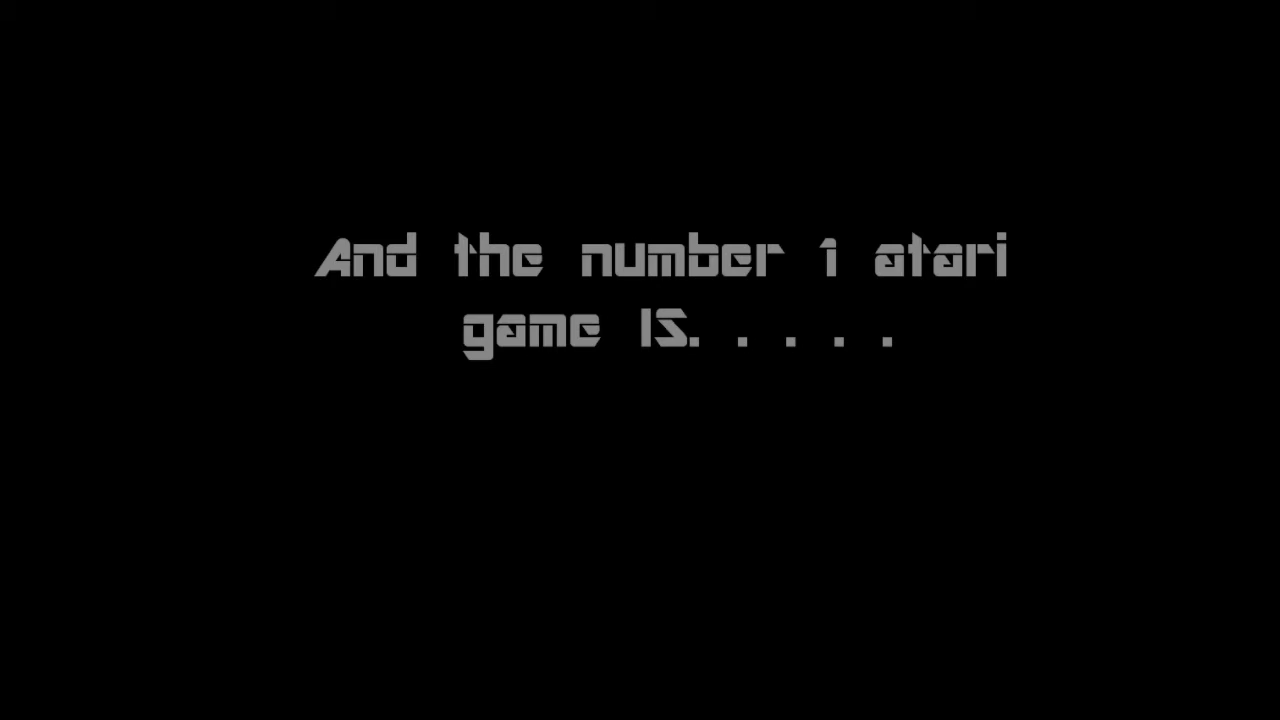 And the number 1 atari
game IS. . . . .